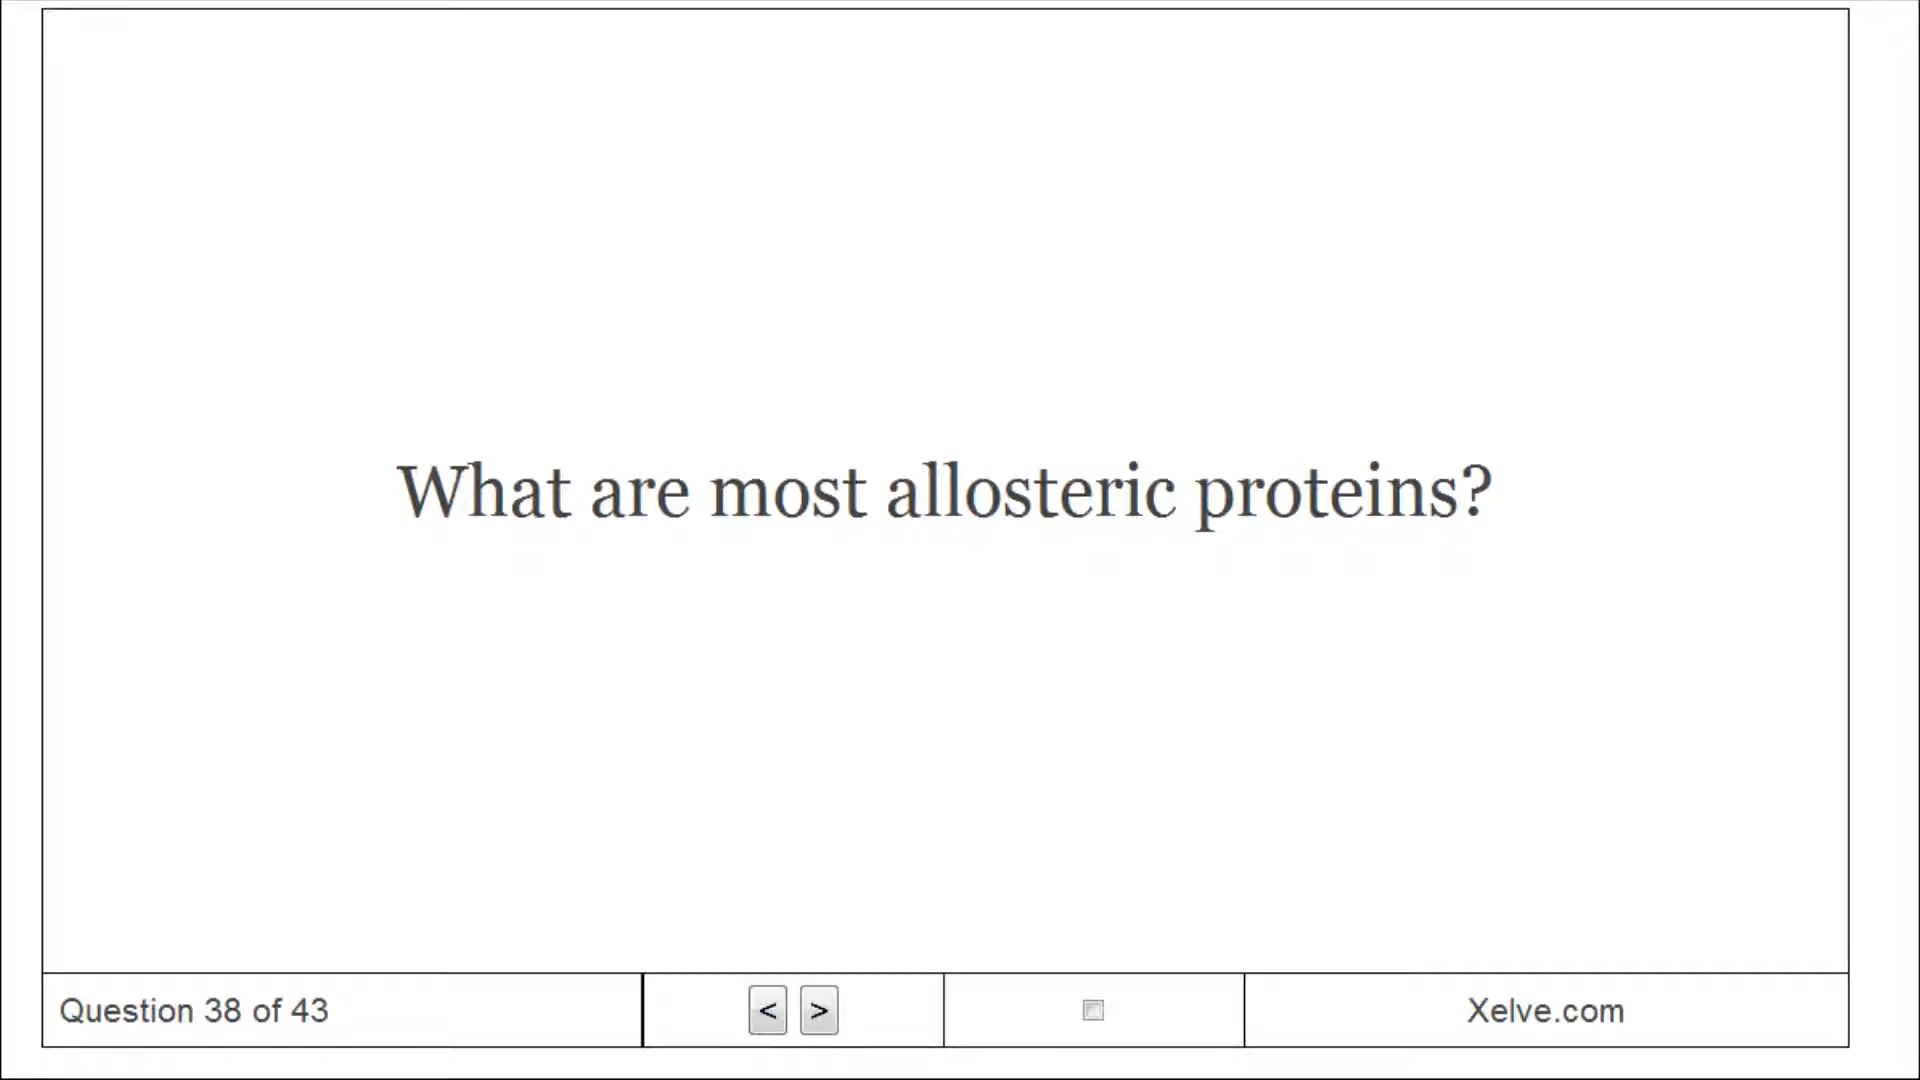 What are most allosteric proteins?
Question 38 of 43
< >
Xelve.com